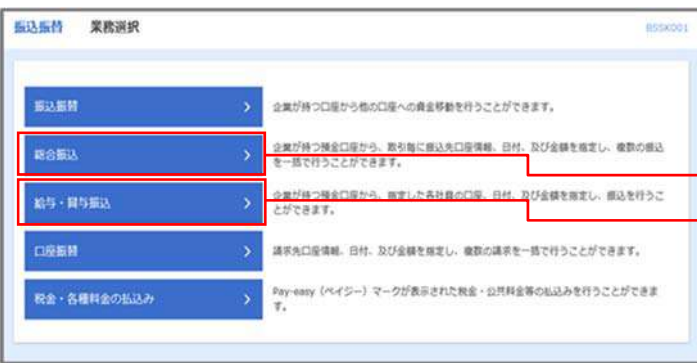 振込振替 業務選択
BSSK001
振込振替
企業が持つ口座から他の口座への資金移動を行うことができます。
総合振込
企業が持つ預金口座から、取引毎に振込先口座情報、日付、及び金額を指定し、複数の振込
を一括で行うことができます。
給与・賞与振込
企業が持つ預金口座から、指定した各社員の口座、日付、及び金額を指定し、振込を行うこ
とができます。
口座振替
請求先口座情報、日付、及び金額を指定し、複数の請求を一括で行うことができます。
税金・各種料金の払込み
Pay-easy（ペイジー）マークが表示された税金・公共料金等の払込みを行うことができま
す。